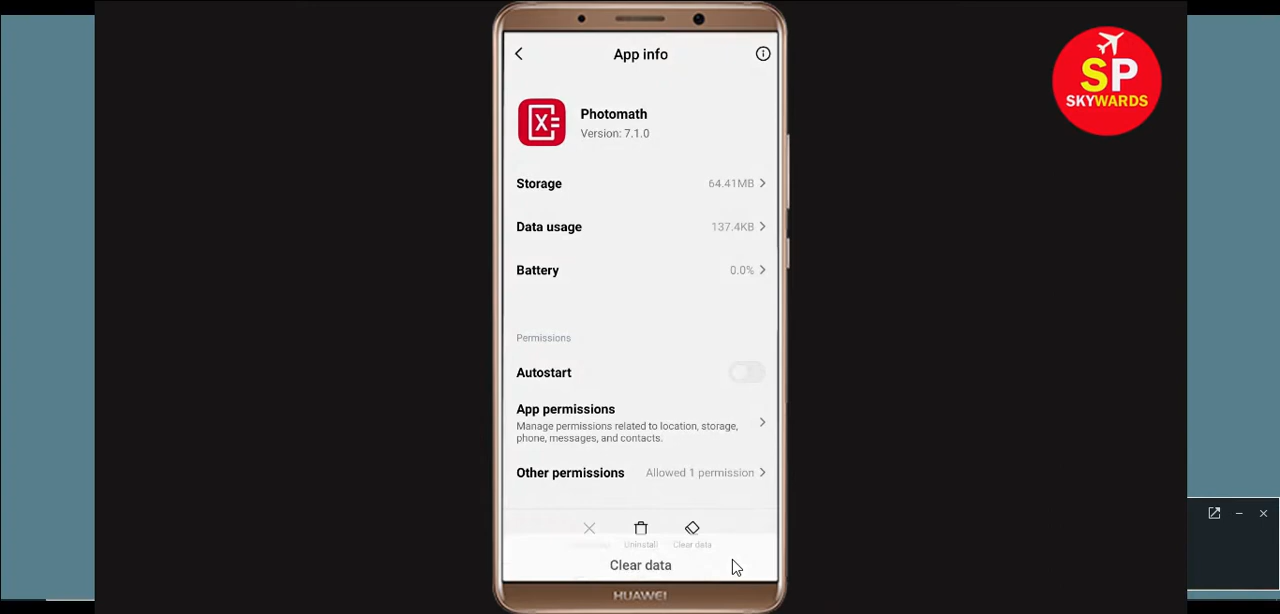 App info
SP
SKYWARDS
Photomath
Version: 7.1.0
Storage 64.41MB
Data usage 137.4KB
Battery 0.0%
Permissions
Autostart
App permissions
Manage permissions related to location, storage,
phone, messages, and contacts.
Other permissions Allowed 1 permission
Uninstall Clear data
Clear data
HUAWEI